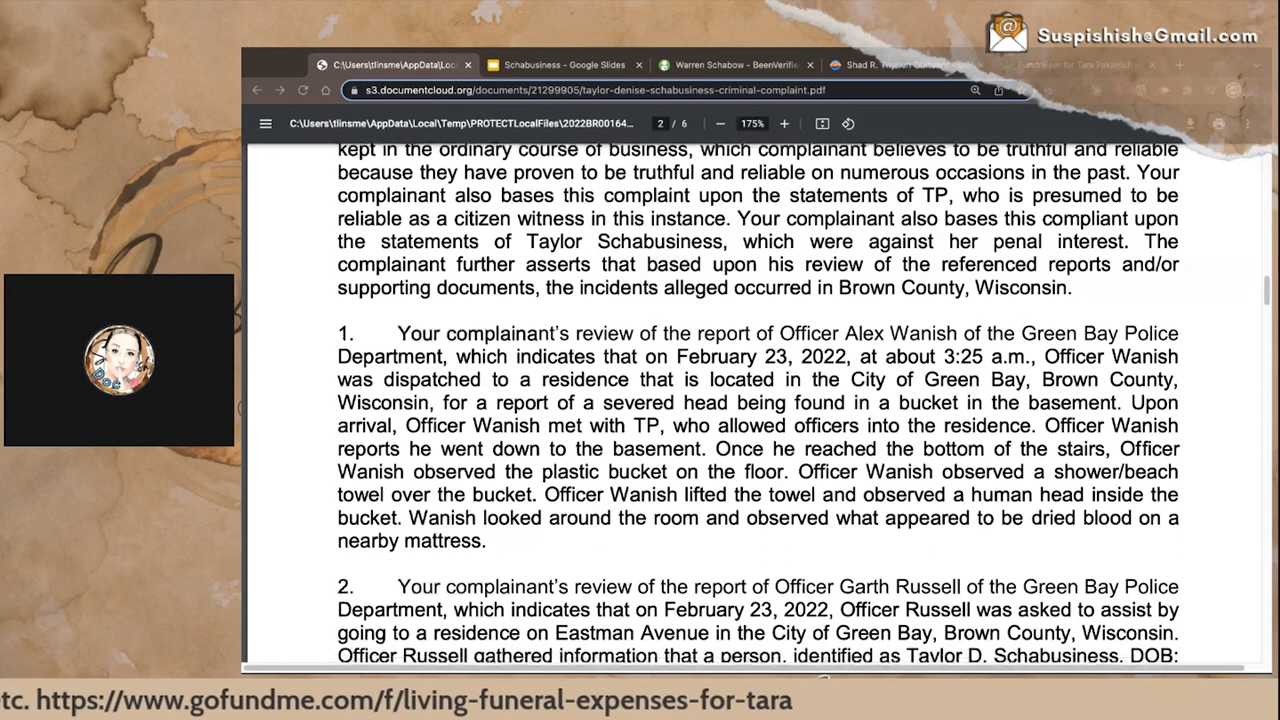 Suspishish@Gmail.com
C:\Users\tlinsme\AppData\Loc
Schabusiness - Google Slides
Warren Schabow - BeenVerifie
Shad R. Thyrion Obituary
Fundraiser for Tara Pakanich
s3.documentcloud.org/documents/21299905/taylor-denise-schabusiness-criminal-complaint.pdf
C:\Users\tlinsme\AppData\Local\Temp\PROTECTLocalFiles\2022BR00164...
2 / 6
175%
kept in the ordinary course of business, which complainant believes to be truthful and reliable
because they have proven to be truthful and reliable on numerous occasions in the past. Your
complainant also bases this complaint upon the statements of TP, who is presumed to be
reliable as a citizen witness in this instance. Your complainant also bases this compliant upon
the statements of Taylor Schabusiness, which were against her penal interest. The
complainant further asserts that based upon his review of the referenced reports and/or
supporting documents, the incidents alleged occurred in Brown County, Wisconsin.
1. Your complainant's review of the report of Officer Alex Wanish of the Green Bay Police
Department, which indicates that on February 23, 2022, at about 3:25 a.m., Officer Wanish
was dispatched to a residence that is located in the City of Green Bay, Brown County,
Wisconsin, for a report of a severed head being found in a bucket in the basement. Upon
arrival, Officer Wanish met with TP, who allowed officers into the residence. Officer Wanish
reports he went down to the basement. Once he reached the bottom of the stairs, Officer
Wanish observed the plastic bucket on the floor. Officer Wanish observed a shower/beach
towel over the bucket. Officer Wanish lifted the towel and observed a human head inside the
bucket. Wanish looked around the room and observed what appeared to be dried blood on a
nearby mattress.
2. Your complainant's review of the report of Officer Garth Russell of the Green Bay Police
Department, which indicates that on February 23, 2022, Officer Russell was asked to assist by
going to a residence on Eastman Avenue in the City of Green Bay, Brown County, Wisconsin.
Officer Russell gathered information that a person, identified as Taylor D. Schabusiness, DOB:
etc. https://www.gofundme.com/f/living-funeral-expenses-for-tara